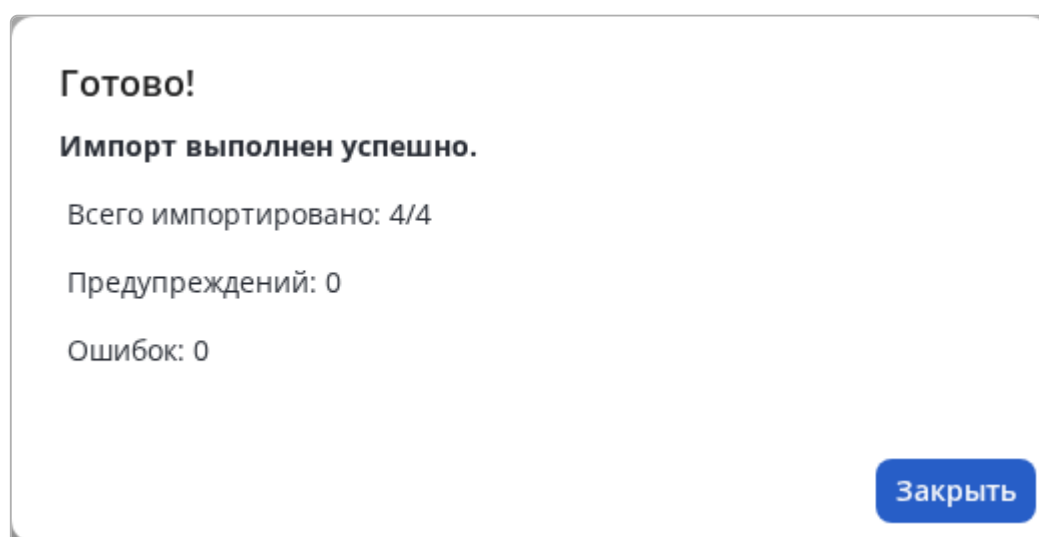 Готово!
Импорт выполнен успешно.
Всего импортировано: 4/4
Предупреждений: 0
Ошибок: 0
Закрыть